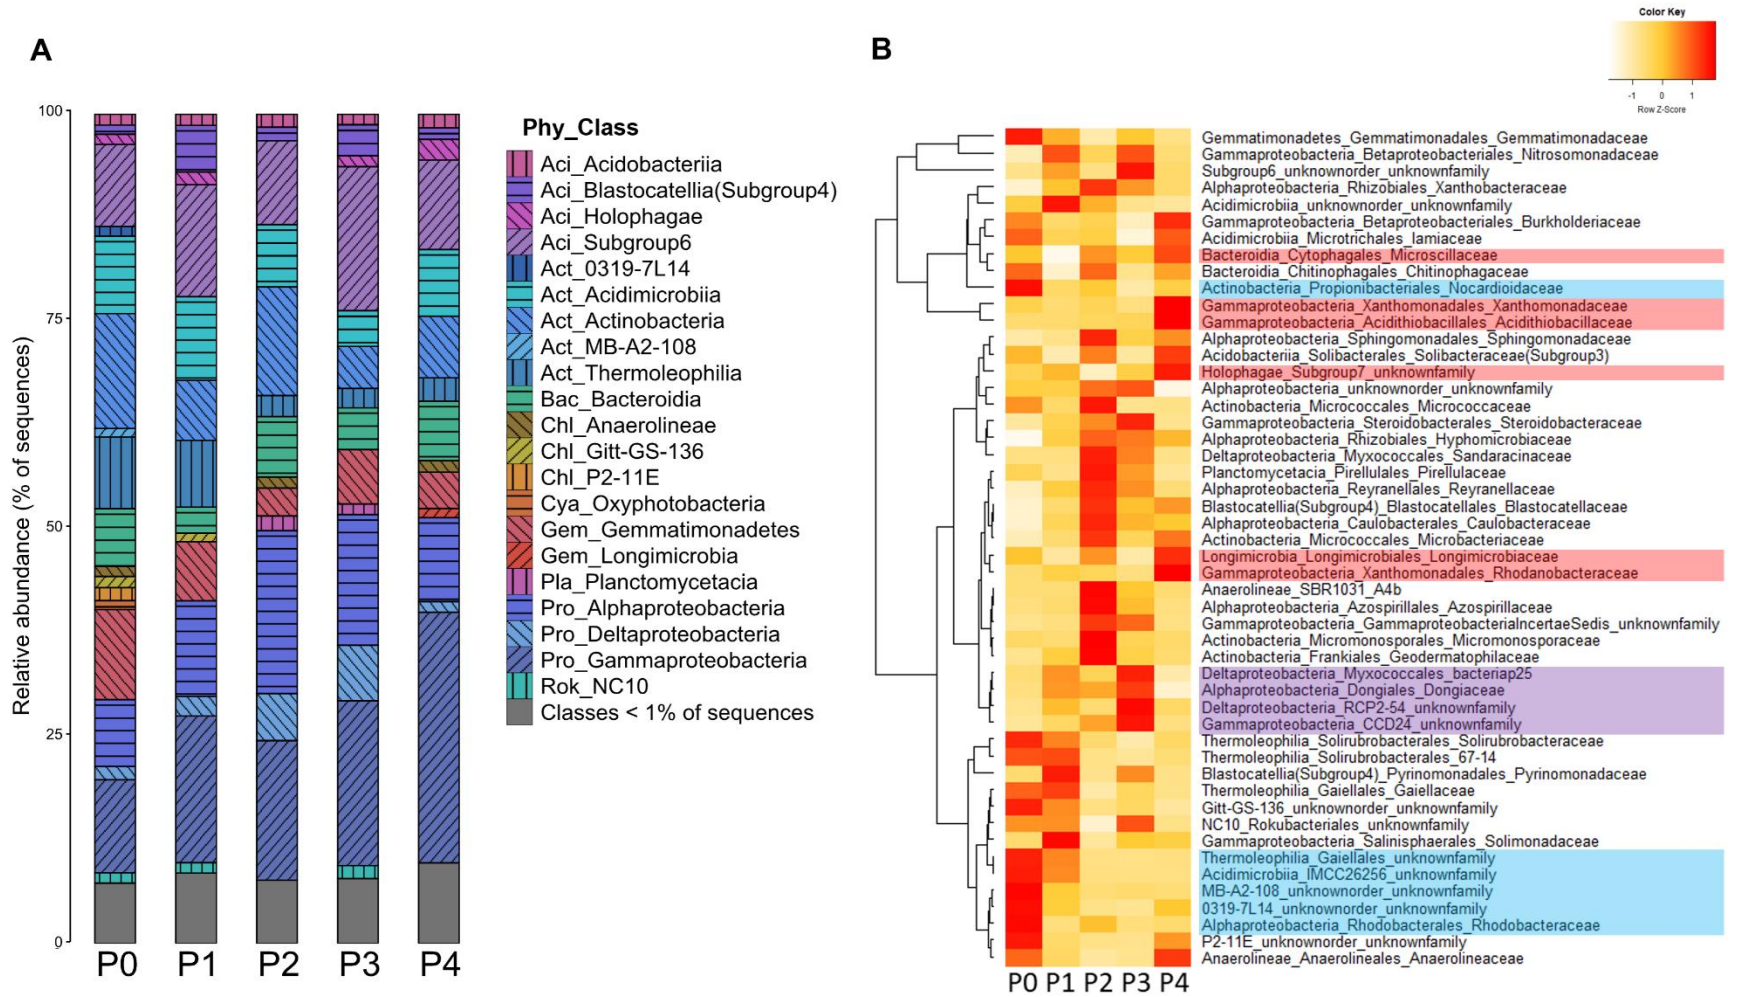 A
Relative abundance (% of sequences)
100
75
50
25
0
P0 P1 P2 P3 P4
Phy_Class
Aci_Acidobacteriia
Aci_Blastocatellia(Subgroup4)
Aci_Holophagae
Aci_Subgroup6
Act_0319-7L14
Act_Acidimicrobiia
Act_Actinobacteria
Act_MB-A2-108
Act_Thermoleophilia
Bac_Bacteroidia
Chl_Anaerolineae
Chl_Gitt-GS-136
Chl_P2-11E
Cya_Oxyphotobacteria
Gem_Gemmatimonadetes
Gem_Longimicrobia
Pla_Planctomycetacia
Pro_Alphaproteobacteria
Pro_Deltaproteobacteria
Pro_Gammaproteobacteria
Rok_NC10
Classes < 1% of sequences
B
Color Key
-1 0 1
Row Z-Score
Gemmatimonadetes_Gemmatimonadales_Gemmatimonadaceae
Gammaproteobacteria_Betaproteobacteriales_Nitrosomonadaceae
Subgroup6_unknownorder_unknownfamily
Alphaproteobacteria_Rhizobiales_Xanthobacteraceae
Acidimicrobiia_unknownorder_unknownfamily
Gammaproteobacteria_Betaproteobacteriales_Burkholderiaceae
Acidimicrobiia_Microtrichales_Iamiaceae
Bacteroidia_Cytophagales_Microscillaceae
Bacteroidia_Chitinophagales_Chitinophagaceae
Actinobacteria_Propionibacteriales_Nocardioidaceae
Gammaproteobacteria_Xanthomonadales_Xanthomonadaceae
Gammaproteobacteria_Acidithiobacillales_Acidithiobacillaceae
Alphaproteobacteria_Sphingomonadales_Sphingomonadaceae
Acidobacteriia_Solibacterales_Solibacteraceae(Subgroup3)
Holophagae_Subgroup7_unknownfamily
Alphaproteobacteria_unknownorder_unknownfamily
Actinobacteria_Micrococcales_Micrococcaceae
Gammaproteobacteria_Steroidobacterales_Steroidobacteraceae
Alphaproteobacteria_Rhizobiales_Hyphomicrobiaceae
Deltaproteobacteria_Myxococcales_Sandaracinaceae
Planctomycetacia_Pirellulales_Pirellulaceae
Alphaproteobacteria_Reyranellales_Reyranellaceae
Blastocatellia(Subgroup4)_Blastocatellales_Blastocatellaceae
Alphaproteobacteria_Caulobacterales_Caulobacteraceae
Actinobacteria_Micrococcales_Microbacteriaceae
Longimicrobia_Longimicrobiales_Longimicrobiaceae
Gammaproteobacteria_Xanthomonadales_Rhodanobacteraceae
Anaerolineae_SBR1031_A4b
Alphaproteobacteria_Azospirillales_Azospirillaceae
Gammaproteobacteria_GammaproteobacteriaIncertaeSedis_unknownfamily
Actinobacteria_Micromonosporales_Micromonosporaceae
Actinobacteria_Frankiales_Geodermatophilaceae
Deltaproteobacteria_Myxococcales_bacteriap25
Alphaproteobacteria_Dongiales_Dongiaceae
Deltaproteobacteria_RCP2-54_unknownfamily
Gammaproteobacteria_CCD24_unknownfamily
Thermoleophilia_Solirubrobacterales_Solirubrobacteraceae
Thermoleophilia_Solirubrobacterales_67-14
Blastocatellia(Subgroup4)_Pyrinomonadales_Pyrinomonadaceae
Thermoleophilia_Gaiellales_Gaiellaceae
Gitt-GS-136_unknownorder_unknownfamily
NC10_Rokubacteriales_unknownfamily
Gammaproteobacteria_Salinisphaerales_Solimonadaceae
Thermoleophilia_Gaiellales_unknownfamily
Acidimicrobiia_IMCC26256_unknownfamily
MB-A2-108_unknownorder_unknownfamily
0319-7L14_unknownorder_unknownfamily
Alphaproteobacteria_Rhodobacterales_Rhodobacteraceae
P2-11E_unknownorder_unknownfamily
Anaerolineae_Anaerolineales_Anaerolineaceae
P0 P1 P2 P3 P4